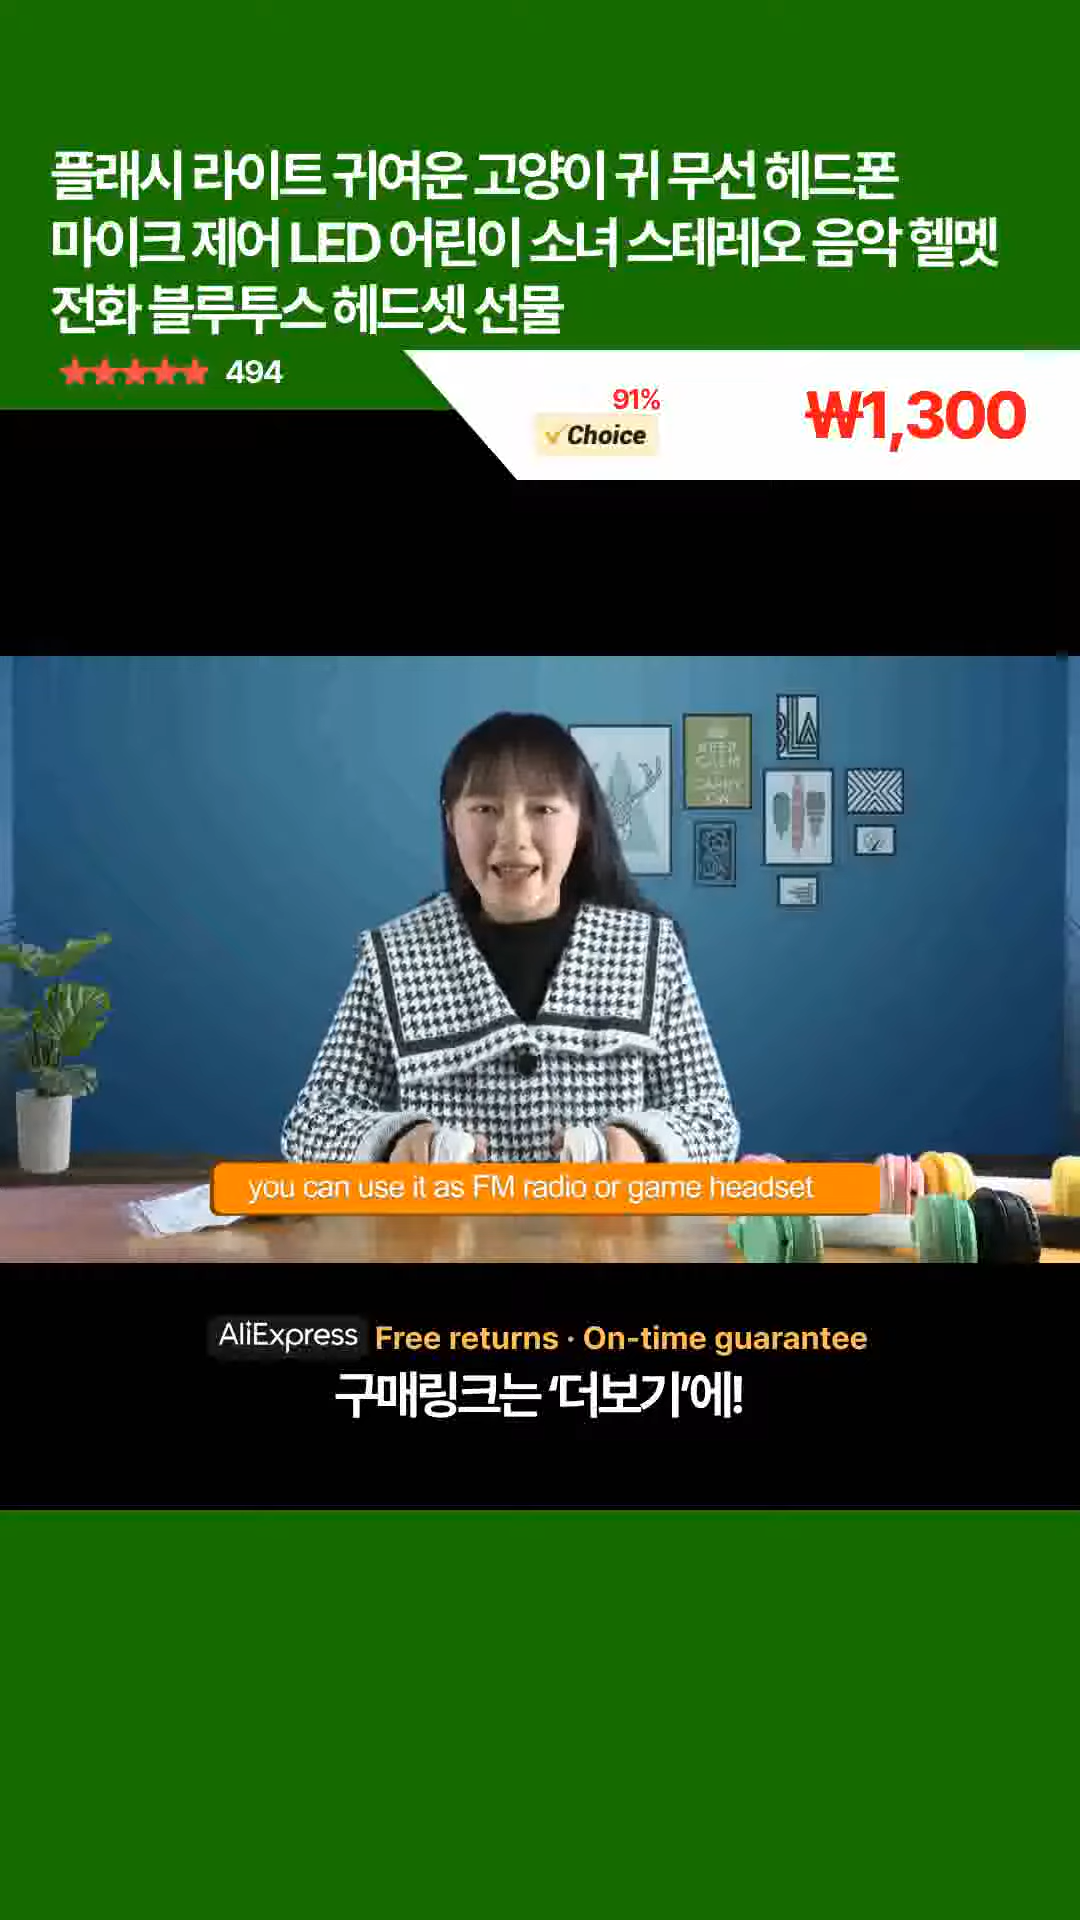 플래시 라이트 귀여운 고양이 귀 무선 헤드폰
마이크 제어 LED 어린이 소녀 스테레오 음악 헬멧
전화 블루투스 헤드셋 선물
494
91%
Choice
₩1,300
KEEP
CALM
CARRY
ON
you can use it as FM radio or game headset
AliExpress Free returns · On-time guarantee
구매링크는 ‘더보기’에!